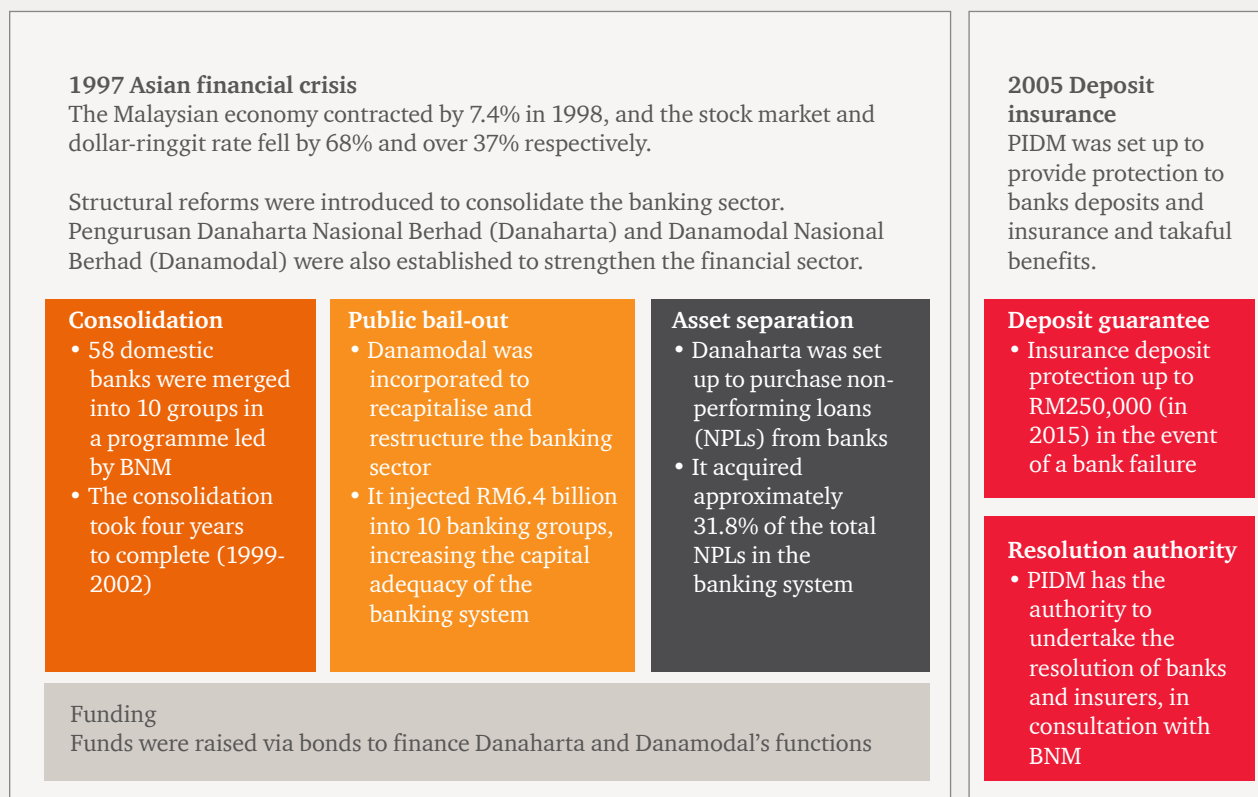 1997 Asian financial crisis
The Malaysian economy contracted by 7.4% in 1998, and the stock market and
dollar-ringgit rate fell by 68% and over 37% respectively.
Structural reforms were introduced to consolidate the banking sector.
Pengurusan Danaharta Nasional Berhad (Danaharta) and Danamodal Nasional
Berhad (Danamodal) were also established to strengthen the financial sector.
Consolidation
• 58 domestic
banks were merged
into 10 groups in
a programme led
by BNM
• The consolidation
took four years
to complete (1999-
2002)
Public bail-out
• Danamodal was
incorporated to
recapitalise and
restructure the banking
sector
• It injected RM6.4 billion
into 10 banking groups,
increasing the capital
adequacy of the
banking system
Asset separation
• Danaharta was set
up to purchase non-
performing loans
(NPLs) from banks
• It acquired
approximately
31.8% of the total
NPLs in the
banking system
Funding
Funds were raised via bonds to finance Danaharta and Danamodal’s functions
2005 Deposit
insurance
PIDM was set up to
provide protection to
banks deposits and
insurance and takaful
benefits.
Deposit guarantee
• Insurance deposit
protection up to
RM250,000 (in
2015) in the event
of a bank failure
Resolution authority
• PIDM has the
authority to
undertake the
resolution of banks
and insurers, in
consultation with
BNM